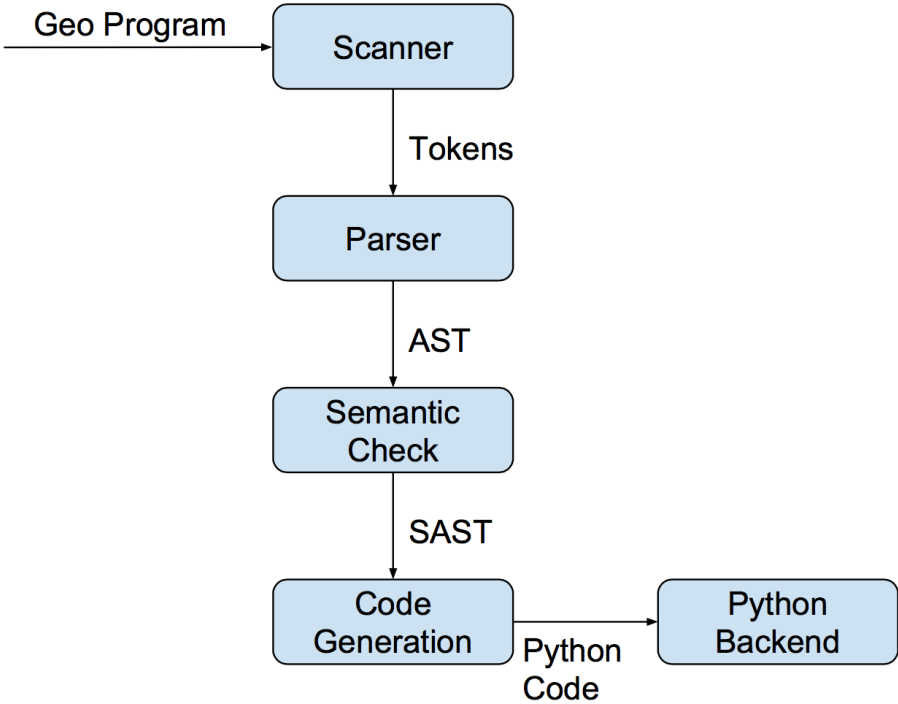 Geo Program
Scanner
Tokens
Parser
AST
Semantic
Check
SAST
Code
Generation
Python
Code
Python
Backend